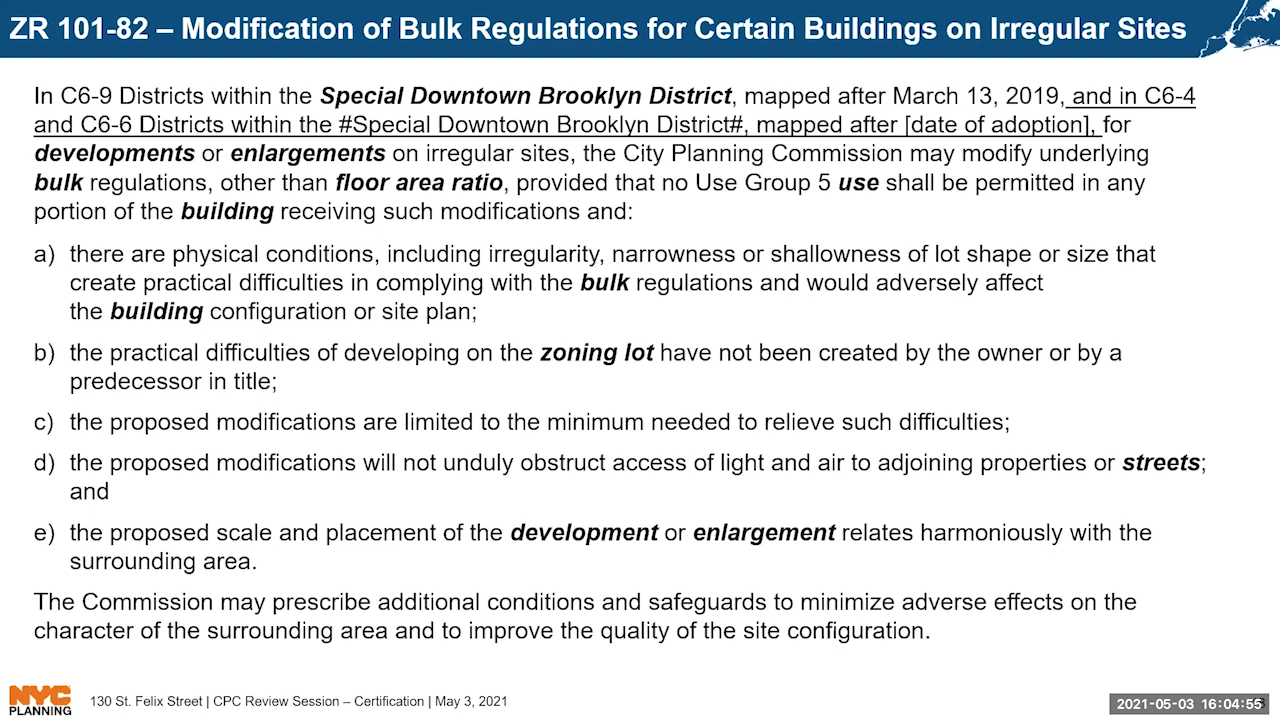 ZR 101-82 – Modification of Bulk Regulations for Certain Buildings on Irregular Sites
In C6-9 Districts within the Special Downtown Brooklyn District, mapped after March 13, 2019, and in C6-4
and C6-6 Districts within the #Special Downtown Brooklyn District#, mapped after [date of adoption], for
developments or enlargements on irregular sites, the City Planning Commission may modify underlying
bulk regulations, other than floor area ratio, provided that no Use Group 5 use shall be permitted in any
portion of the building receiving such modifications and:
a) there are physical conditions, including irregularity, narrowness or shallowness of lot shape or size that
create practical difficulties in complying with the bulk regulations and would adversely affect
the building configuration or site plan;
b) the practical difficulties of developing on the zoning lot have not been created by the owner or by a
predecessor in title;
c) the proposed modifications are limited to the minimum needed to relieve such difficulties;
d) the proposed modifications will not unduly obstruct access of light and air to adjoining properties or streets;
and
e) the proposed scale and placement of the development or enlargement relates harmoniously with the
surrounding area.
The Commission may prescribe additional conditions and safeguards to minimize adverse effects on the
character of the surrounding area and to improve the quality of the site configuration.
NYC
PLANNING
130 St. Felix Street | CPC Review Session – Certification | May 3, 2021
2021-05-03 16:04:55